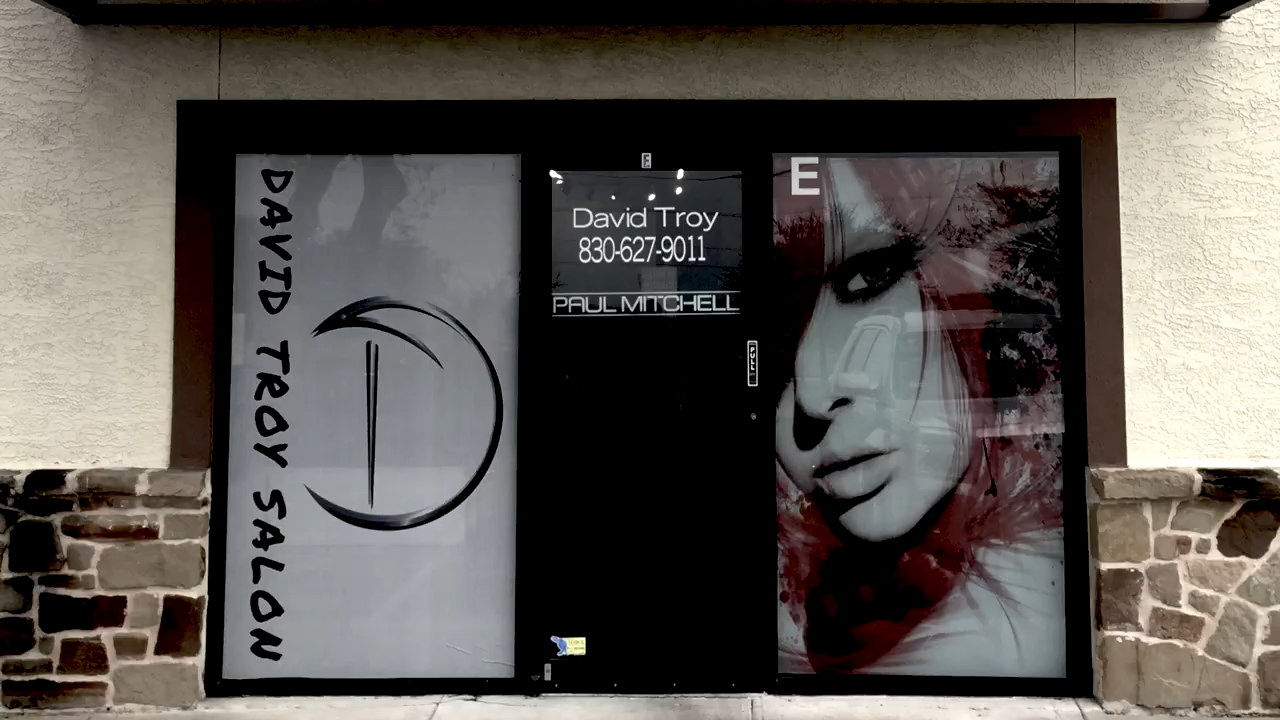 DAVID TROY SALON
E
David Troy
830-627-9011
PAUL MITCHELL
PULL
E